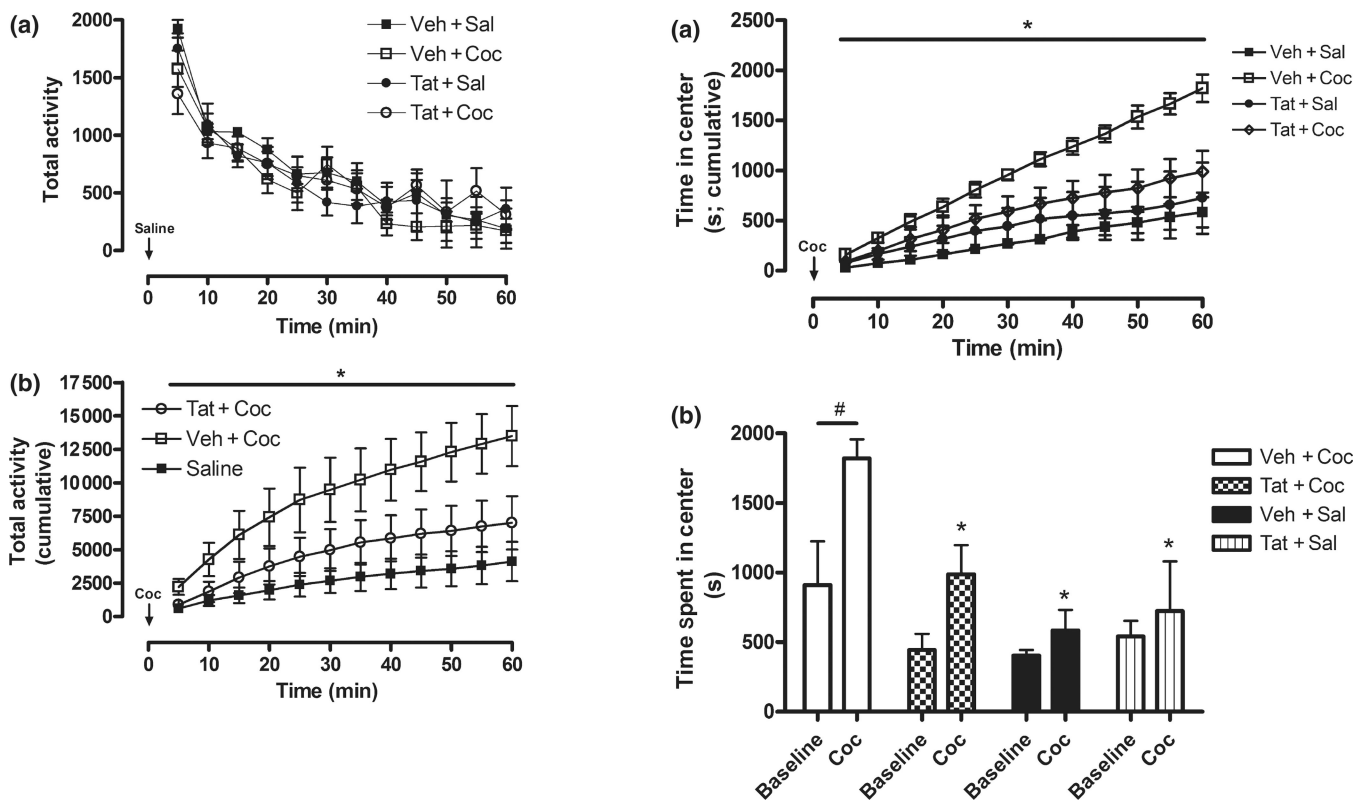 (a)
2000
1500
1000
500
0
Total activity
Veh + Sal
Veh + Coc
Tat + Sal
Tat + Coc
Saline
0 10 20 30 40 50 60
Time (min)
(b)
17 500
15 000
12 500
10 000
7500
5000
2500
0
Total activity
(cumulative)
*
Tat + Coc
Veh + Coc
Saline
Coc
0 10 20 30 40 50 60
Time (min)
(a)
2500
2000
1500
1000
500
0
Time in center
(s; cumulative)
*
Veh + Sal
Veh + Coc
Tat + Sal
Tat + Coc
Coc
0 10 20 30 40 50 60
Time (min)
(b)
2000
1500
1000
500
0
Time spent in center
(s)
#
*
*
*
Veh + Coc
Tat + Coc
Veh + Sal
Tat + Sal
Baseline Coc Baseline Coc Baseline Coc Baseline Coc